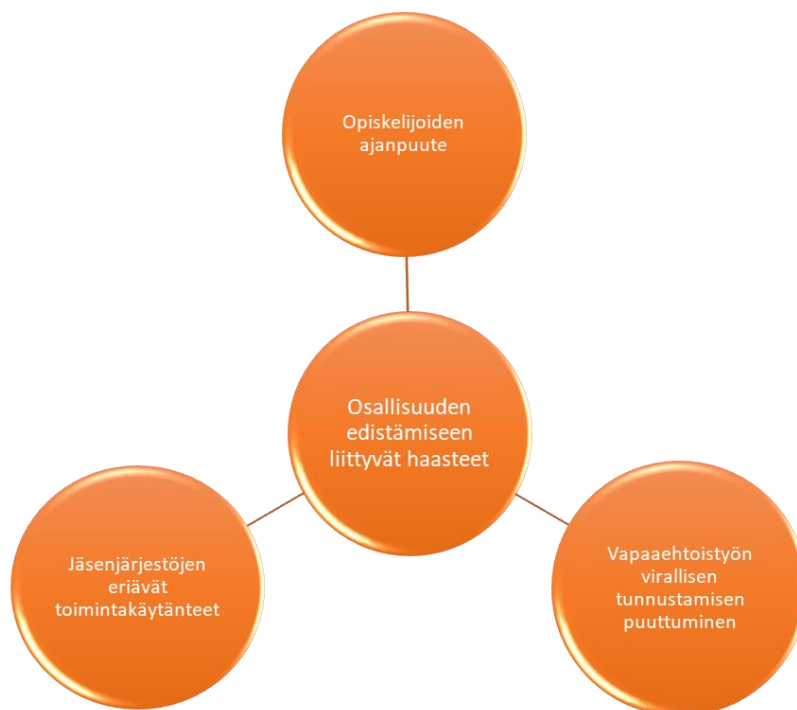 Opiskelijoiden
ajanpuute
Osallisuuden
edistämiseen
liittyvät haasteet
Jäsenjärjestöjen
eriävät
toimintakäytänteet
Vapaaehtoistyön
virallisen
tunnustamisen
puuttuminen